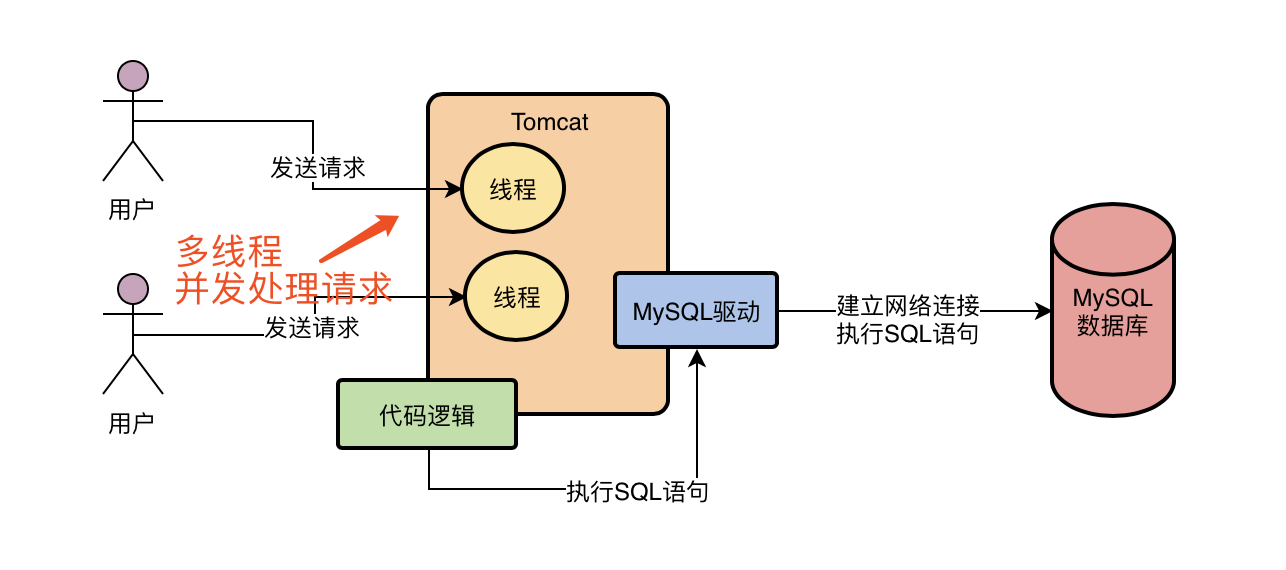 Tomcat
发送请求
线程
用户
多线程
并发处理请求
线程
发送请求
MySQL驱动
建立网络连接
执行SQL语句
MySQL
数据库
代码逻辑
用户
执行SQL语句